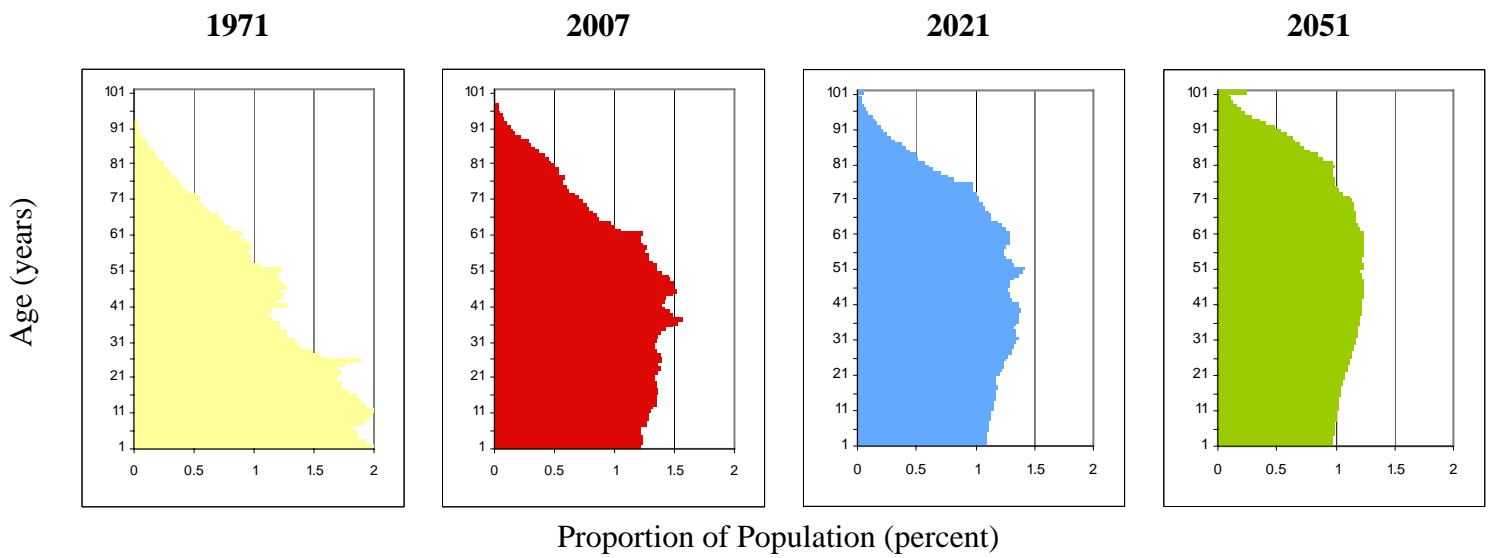 1971 2007 2021 2051
101 101 101 101
91 91 91 91
81 81 81 81
71 71 71 71
61 61 61 61
51 51 51 51
41 41 41 41
31 31 31 31
21 21 21 21
11 11 11 11
1 1 1 1
0 0.5 1 1.5 2 0 0.5 1 1.5 2 0 0.5 1 1.5 2 0 0.5 1 1.5 2
Age (years)
Proportion of Population (percent)